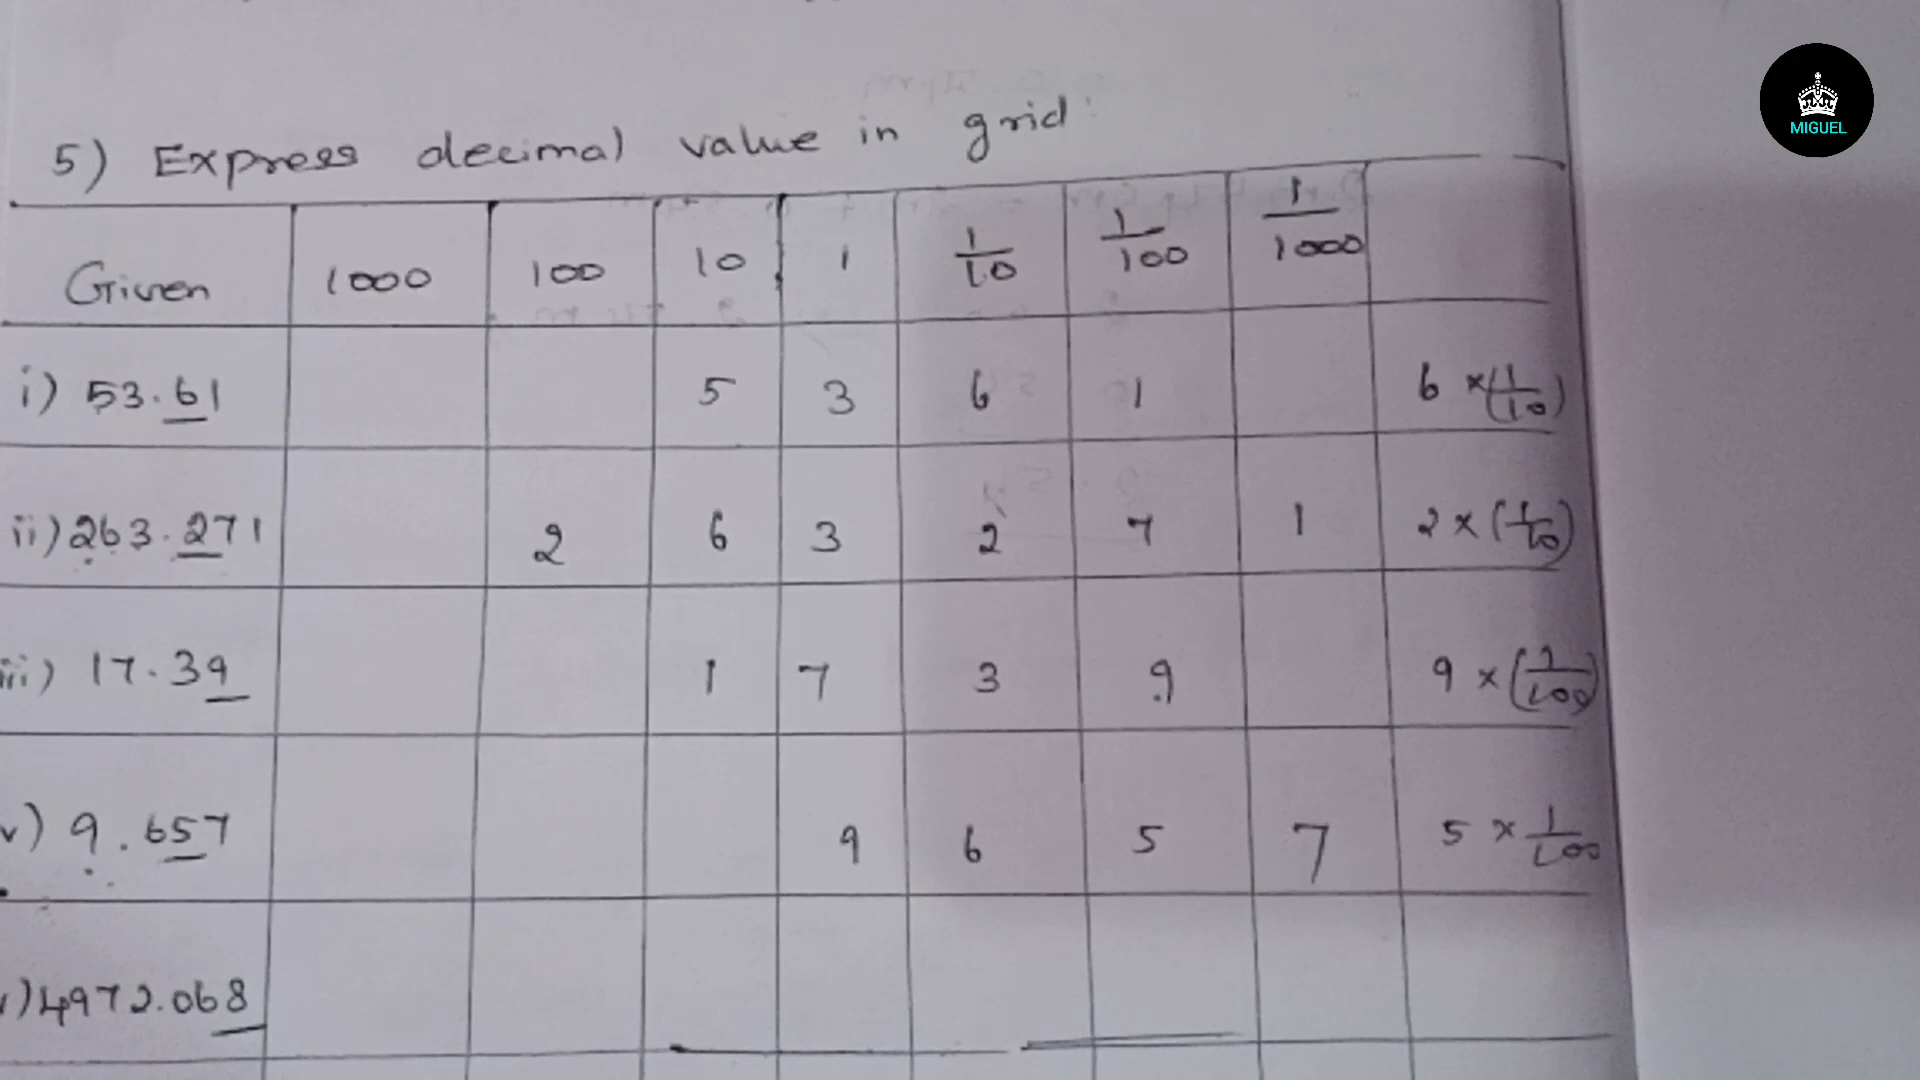 5) Express decimal value in grid
Given 1000 100 10 1 1/10 1/100 1/1000
i) 53.61 5 3 6 1 6 × (1/10)
ii) 263.271 2 6 3 2 7 1 2 × (1/10)
iii) 17.39 1 7 3 9 9 × (1/100)
v) 9.657 9 6 5 7 5 × 1/100
) 4972.068
MIGUEL